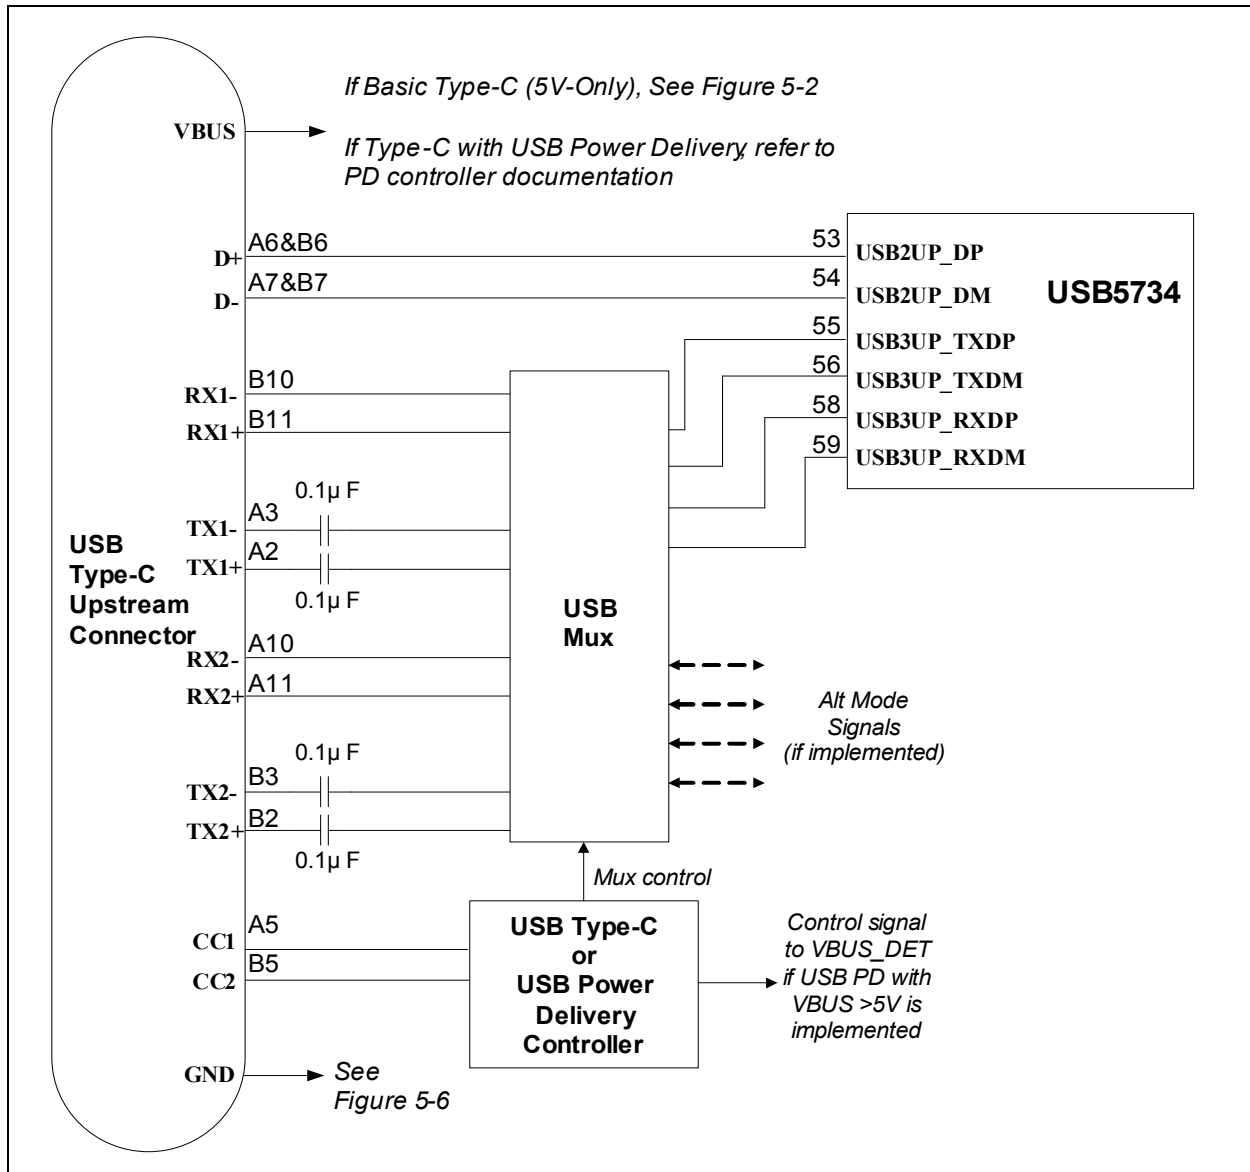 If Basic Type-C (5V-Only), See Figure 5-2
VBUS
If Type-C with USB Power Delivery, refer to
PD controller documentation
A6&B6
D+
A7&B7
D-
53
USB2UP_DP
54
USB2UP_DM
USB5734
55
USB3UP_TXDP
56
USB3UP_TXDM
58
USB3UP_RXDP
59
USB3UP_RXDM
B10
RX1-
B11
RX1+
0.1µ F
A3
TX1-
A2
TX1+
0.1µ F
USB
Type-C
Upstream
Connector
A10
RX2-
A11
RX2+
0.1µ F
B3
TX2-
B2
TX2+
0.1µ F
USB
Mux
Alt Mode
Signals
(if implemented)
Mux control
A5
CC1
B5
CC2
USB Type-C
or
USB Power
Delivery
Controller
Control signal
to VBUS_DET
if USB PD with
VBUS >5V is
implemented
GND
See
Figure 5-6